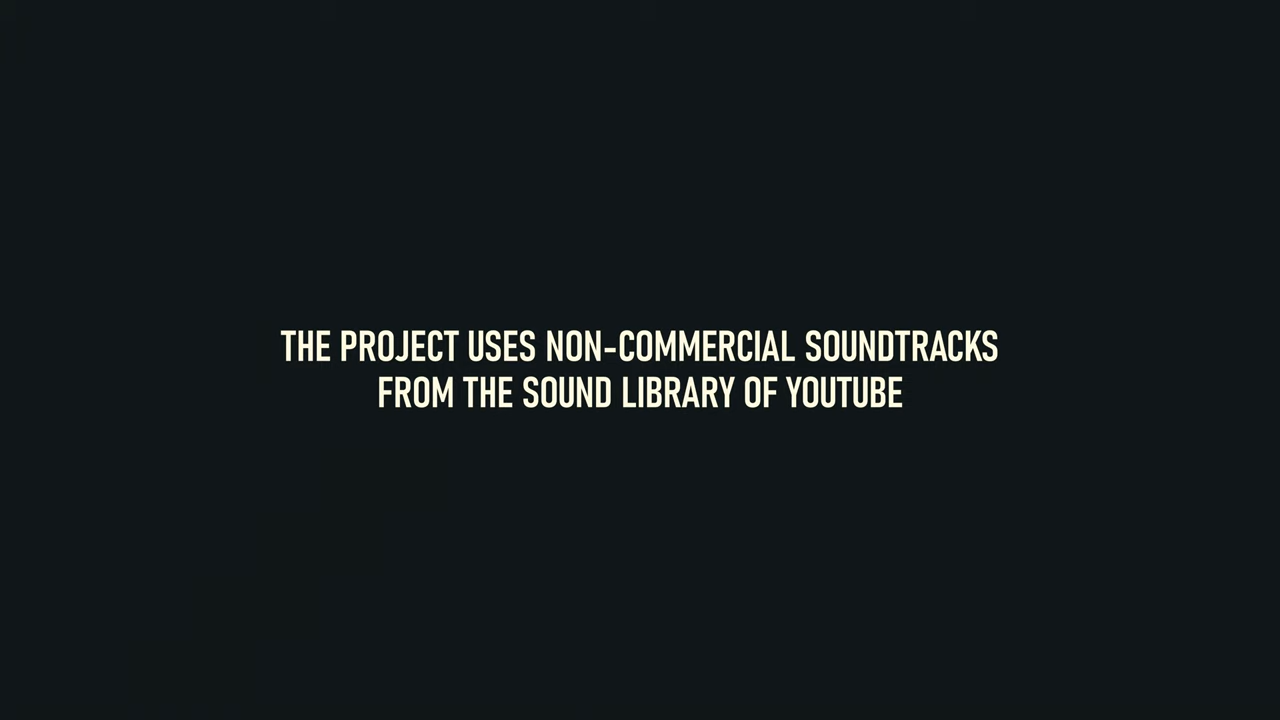 THE PROJECT USES NON-COMMERCIAL SOUNDTRACKS
FROM THE SOUND LIBRARY OF YOUTUBE